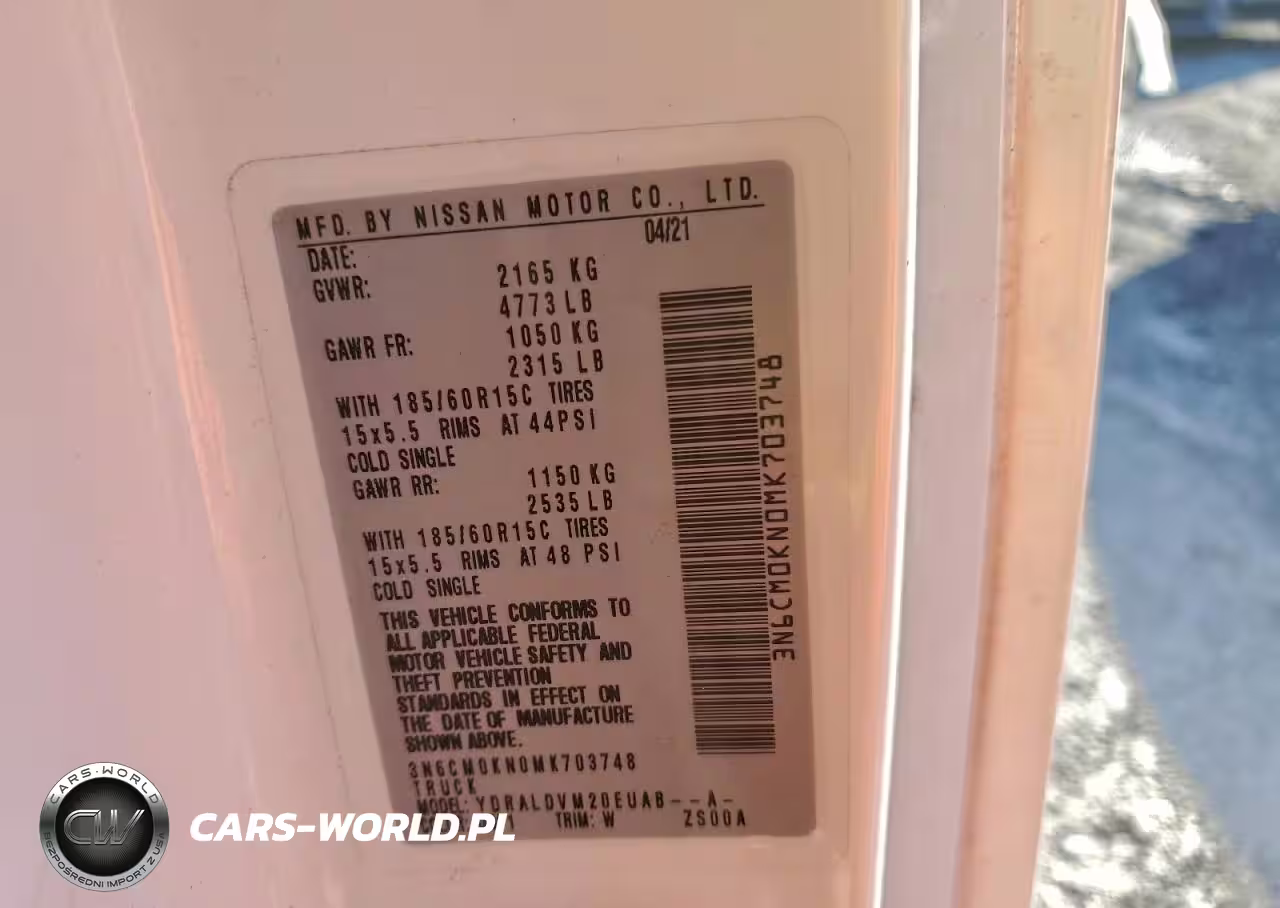 MFD. BY NISSAN MOTOR CO., LTD.
DATE: 04/21
GVWR: 2165 KG
4773 LB
GAWR FR: 1050 KG
2315 LB
WITH 185/60R15C TIRES
15x5.5 RIMS AT 44PSI
COLD SINGLE
GAWR RR: 1150 KG
2535 LB
WITH 185/60R15C TIRES
15x5.5 RIMS AT 48 PSI
COLD SINGLE
THIS VEHICLE CONFORMS TO
ALL APPLICABLE FEDERAL
MOTOR VEHICLE SAFETY AND
THEFT PREVENTION
STANDARDS IN EFFECT ON
THE DATE OF MANUFACTURE
SHOWN ABOVE.
3N6CM0KN0MK703748
TRUCK
MODEL: YDRALDVM20EUAB--A-
TRIM: W ZS00A
3N6CM0KN0MK703748
CARS-WORLD
CW
BEZPOŚREDNI IMPORT Z USA
CARS-WORLD.PL